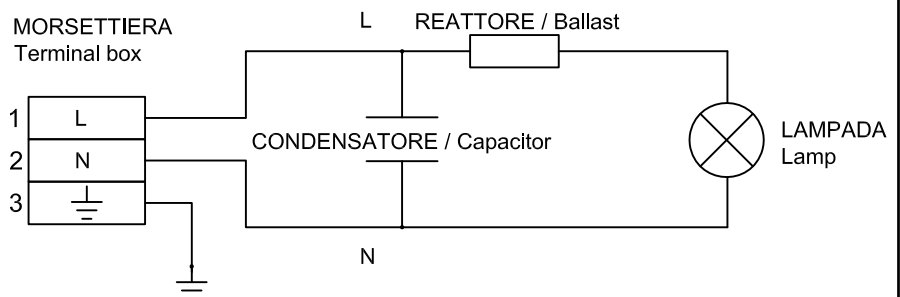 L
REATTORE / Ballast
MORSETTIERA
Terminal box
1
L
2
N
3
CONDENSATORE / Capacitor
LAMPADA
Lamp
N